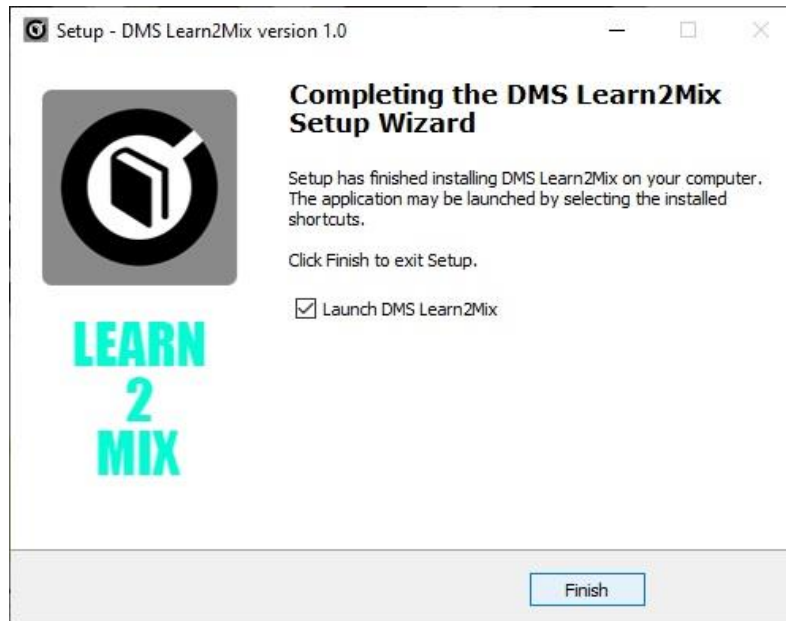 Setup - DMS Learn2Mix version 1.0
Completing the DMS Learn2Mix
Setup Wizard
Setup has finished installing DMS Learn2Mix on your computer.
The application may be launched by selecting the installed
shortcuts.
Click Finish to exit Setup.
Launch DMS Learn2Mix
LEARN
2
MIX
Finish